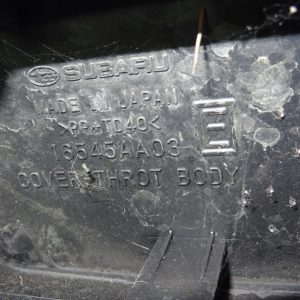 SUBARU
MADE IN JAPAN
>PP+TD40<
16545AA03 E
COVER-THROT BODY